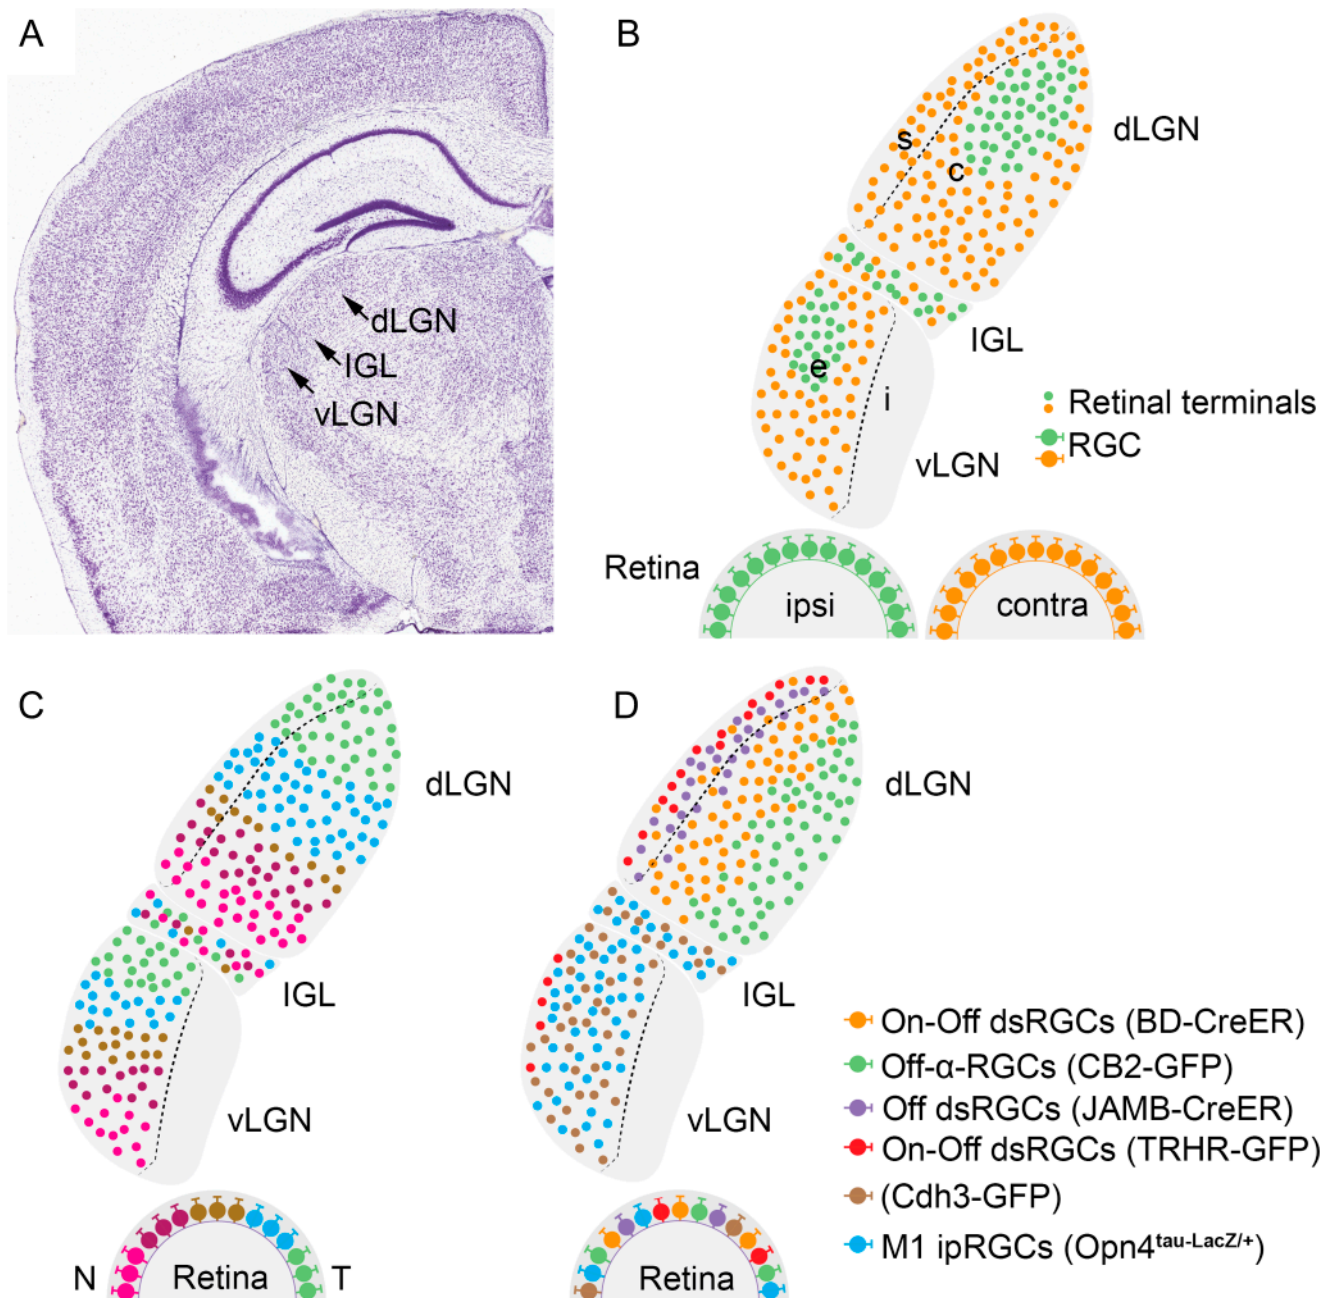 A
dLGN
IGL
vLGN
B
dLGN
s
c
IGL
e
i
Retinal terminals
RGC
vLGN
Retina
ipsi
contra
C
dLGN
IGL
vLGN
N
Retina
T
D
dLGN
IGL
vLGN
Retina
On-Off dsRGCs (BD-CreER)
Off-α-RGCs (CB2-GFP)
Off dsRGCs (JAMB-CreER)
On-Off dsRGCs (TRHR-GFP)
(Cdh3-GFP)
M1 ipRGCs (Opn4tau-LacZ/+)